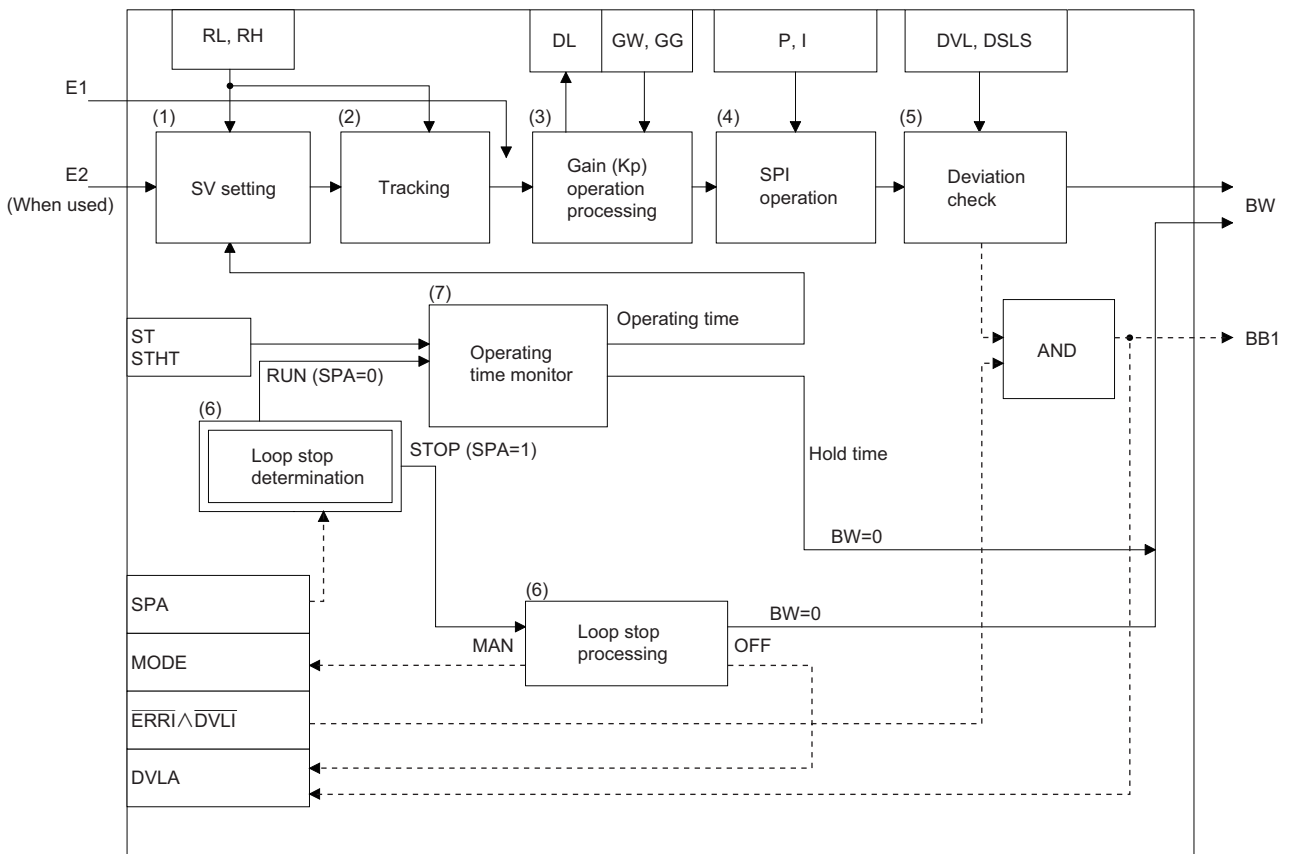 RL, RH
DL
GW, GG
P, I
DVL, DSLS
E1
(1)
(2)
(3)
(4)
(5)
E2
(When used)
SV setting
Tracking
Gain (Kp)
operation
processing
SPI
operation
Deviation
check
BW
(7)
ST
STHT
Operating
time monitor
Operating time
AND
BB1
RUN (SPA=0)
(6)
Loop stop
determination
STOP (SPA=1)
Hold time
BW=0
SPA
(6)
Loop stop
processing
BW=0
MAN
OFF
MODE
E̅R̅R̅I̅∧D̅V̅L̅I̅
DVLA